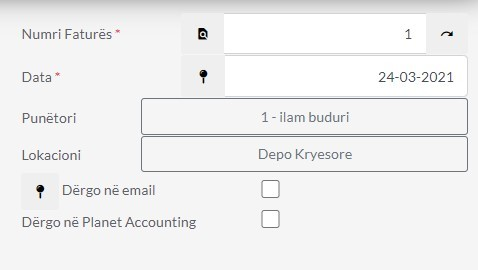 Numri Faturës * 1
Data * 24-03-2021
Punëtori 1 - ilam buduri
Lokacioni Depo Kryesore
Dërgo në email
Dërgo në Planet Accounting